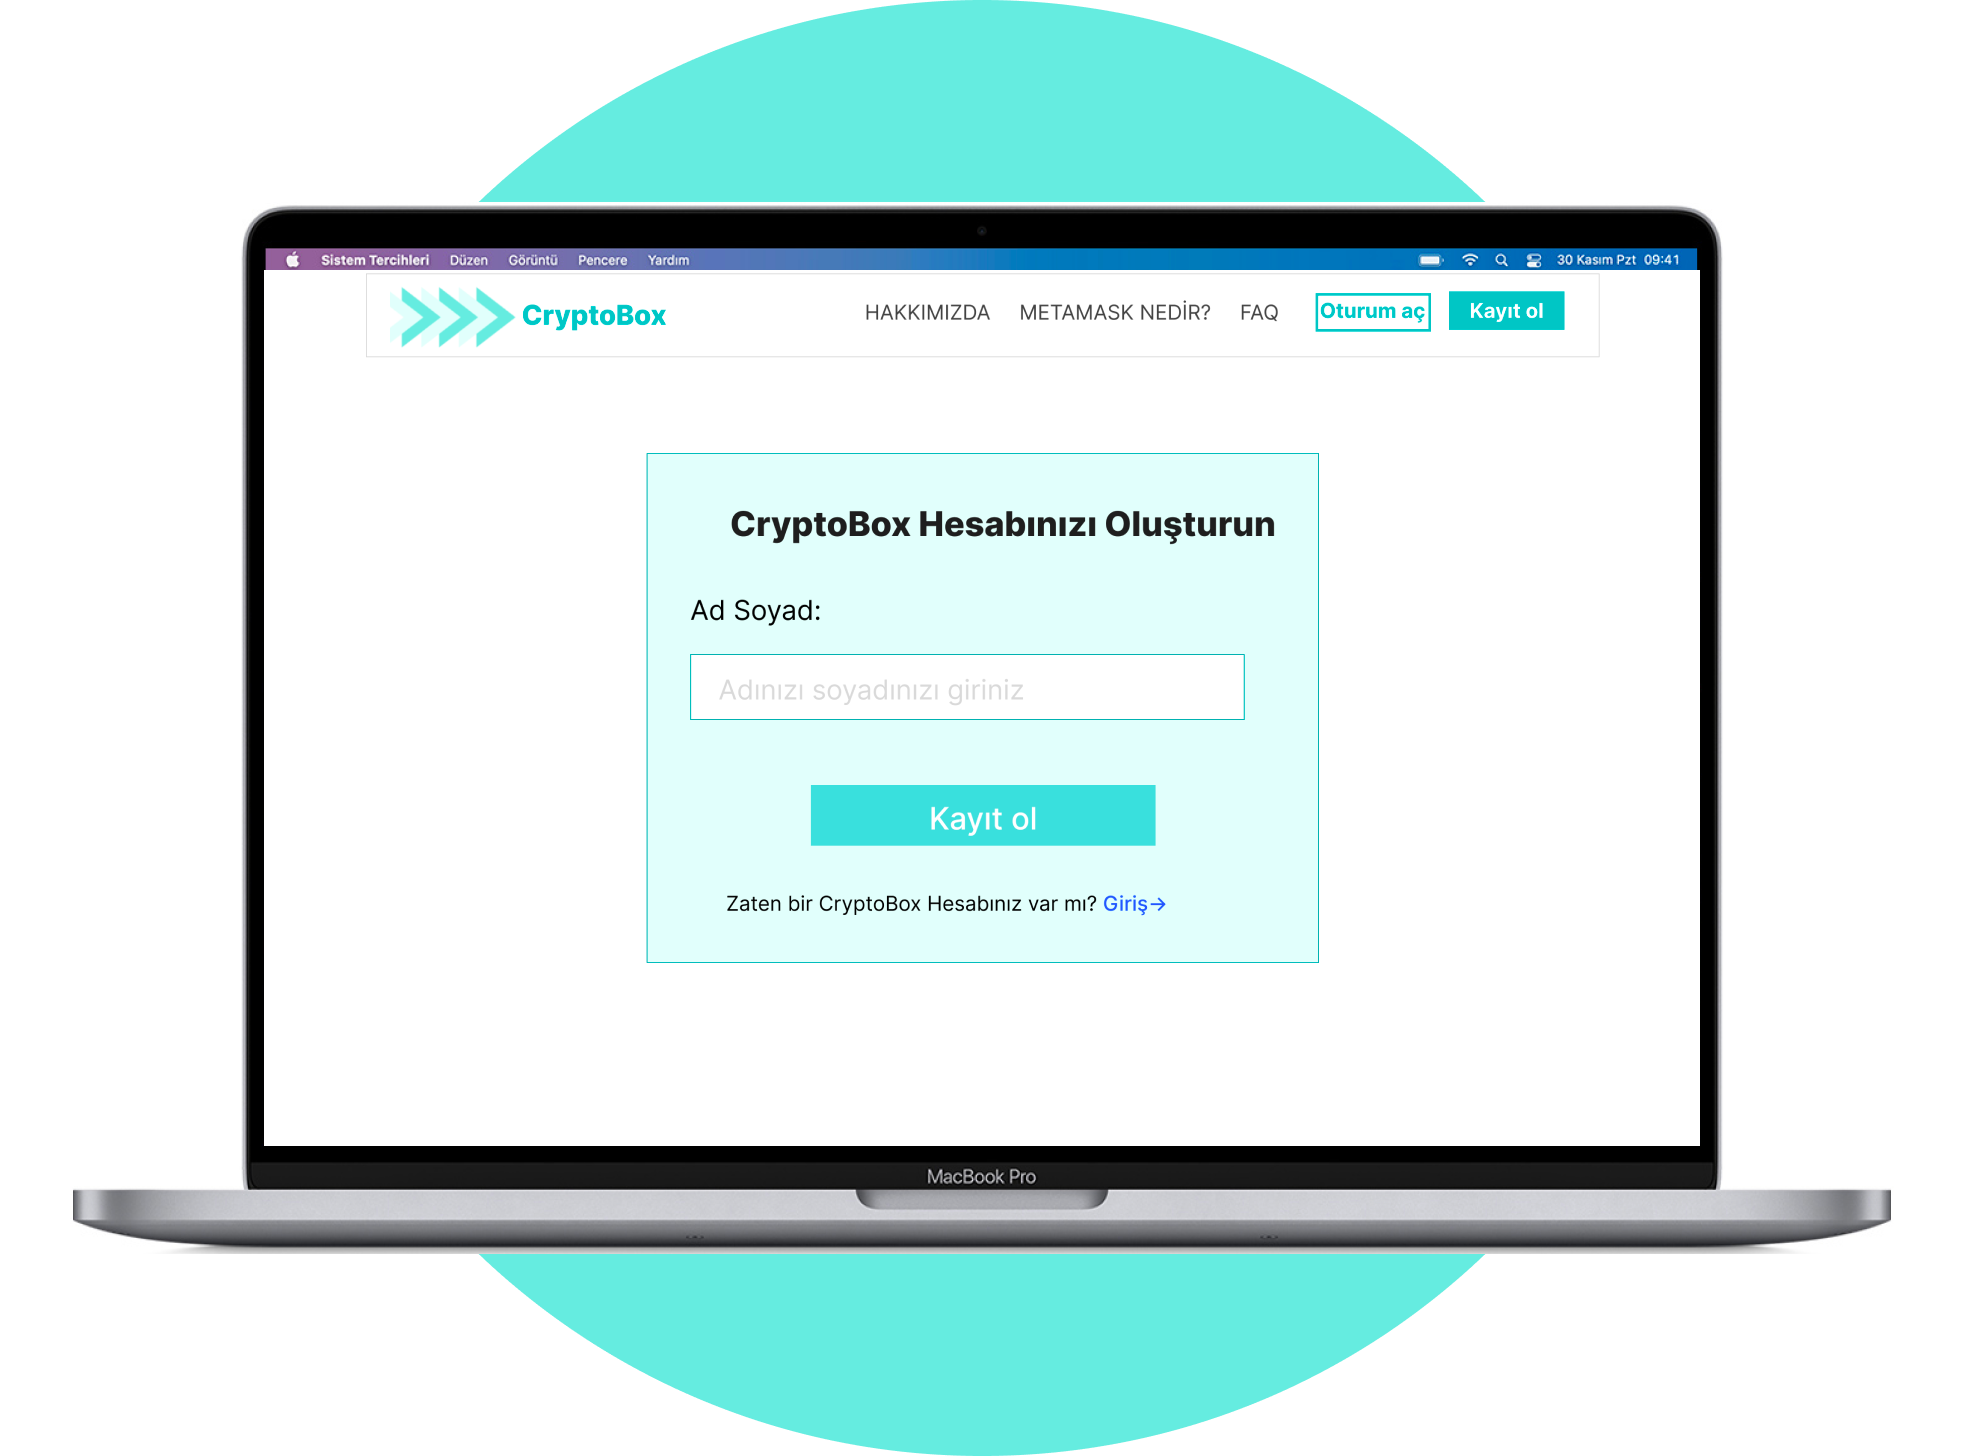 Sistem Tercihleri Düzen Görüntü Pencere Yardım 30 Kasım Pzt 09:41
CryptoBox HAKKIMIZDA METAMASK NEDİR? FAQ Oturum aç Kayıt ol
CryptoBox Hesabınızı Oluşturun
Ad Soyad:
Adınızı soyadınızı giriniz
Kayıt ol
Zaten bir CryptoBox Hesabınız var mı? Giriş→
MacBook Pro